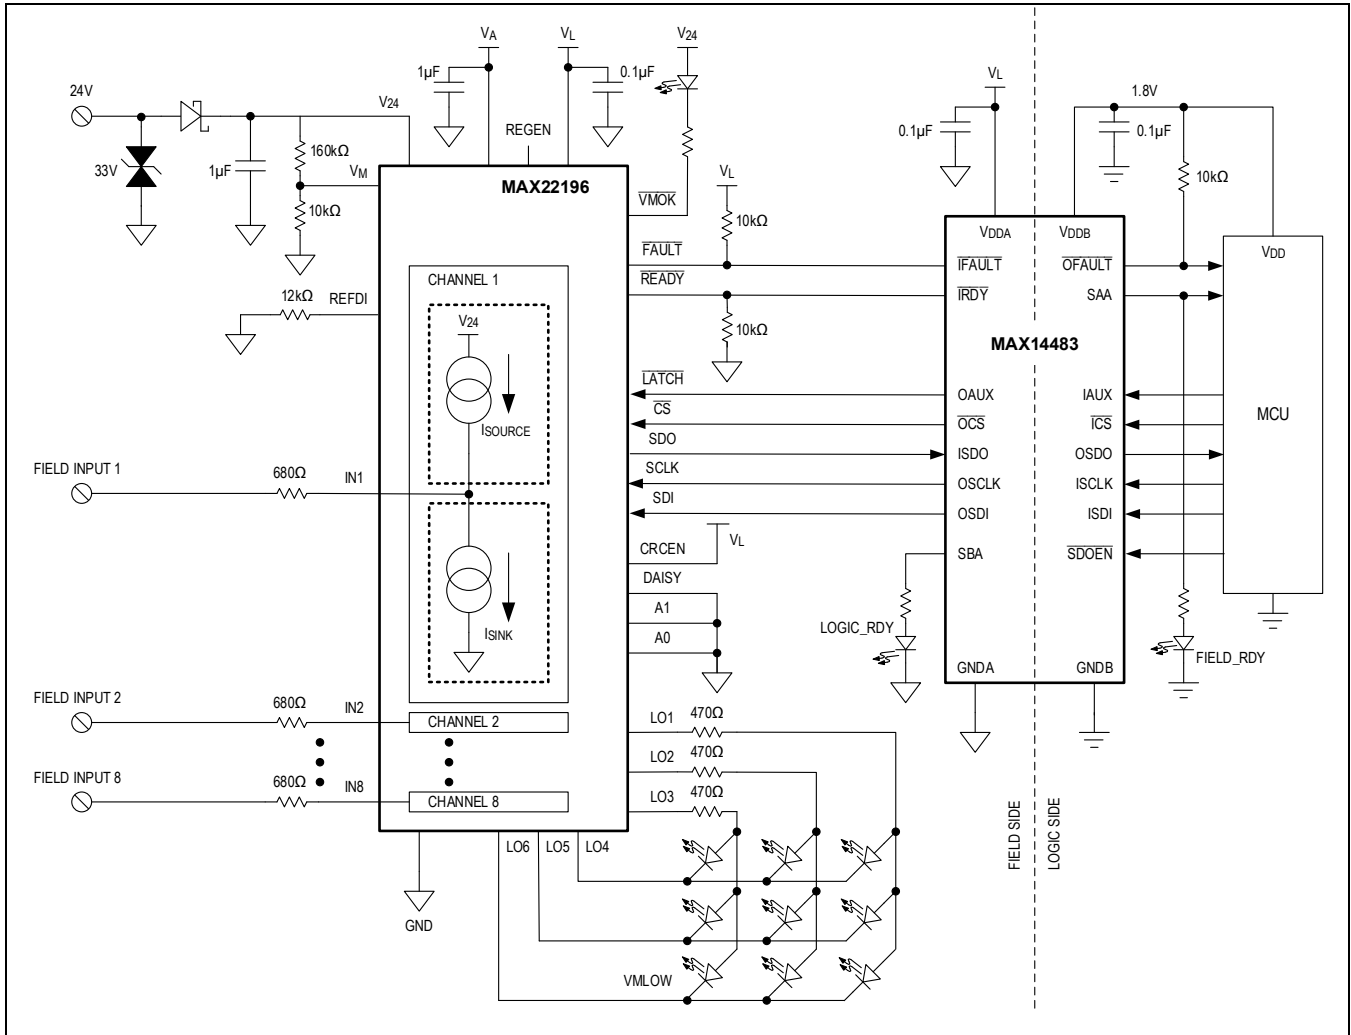 VA
VL
V24
1µF
0.1µF
24V
V24
REGEN
VL
1.8V
0.1µF
0.1µF
33V
1µF
160kΩ
VM
10kΩ
MAX22196
VMOK
VL
10kΩ
10kΩ
VDDA
VDDB
VDD
FAULT
IFAULT
OFAULT
CHANNEL 1
READY
IRDY
SAA
12kΩ
REFDI
V24
10kΩ
MAX14483
LATCH
OAUX
IAUX
MCU
ISOURCE
CS
OCS
ICS
SDO
ISDO
OSDO
FIELD INPUT 1
680Ω
IN1
SCLK
OSCLK
ISCLK
SDI
OSDI
ISDI
VL
CRCEN
SBA
SDOEN
DAISY
A1
ISINK
A0
LOGIC_RDY
FIELD_RDY
GNDA
GNDB
FIELD INPUT 2
680Ω
IN2
CHANNEL 2
LO1
470Ω
LO2
470Ω
FIELD INPUT 8
680Ω
IN8
CHANNEL 8
LO3
470Ω
FIELD SIDE
LOGIC SIDE
LO6
LO5
LO4
GND
VMLOW